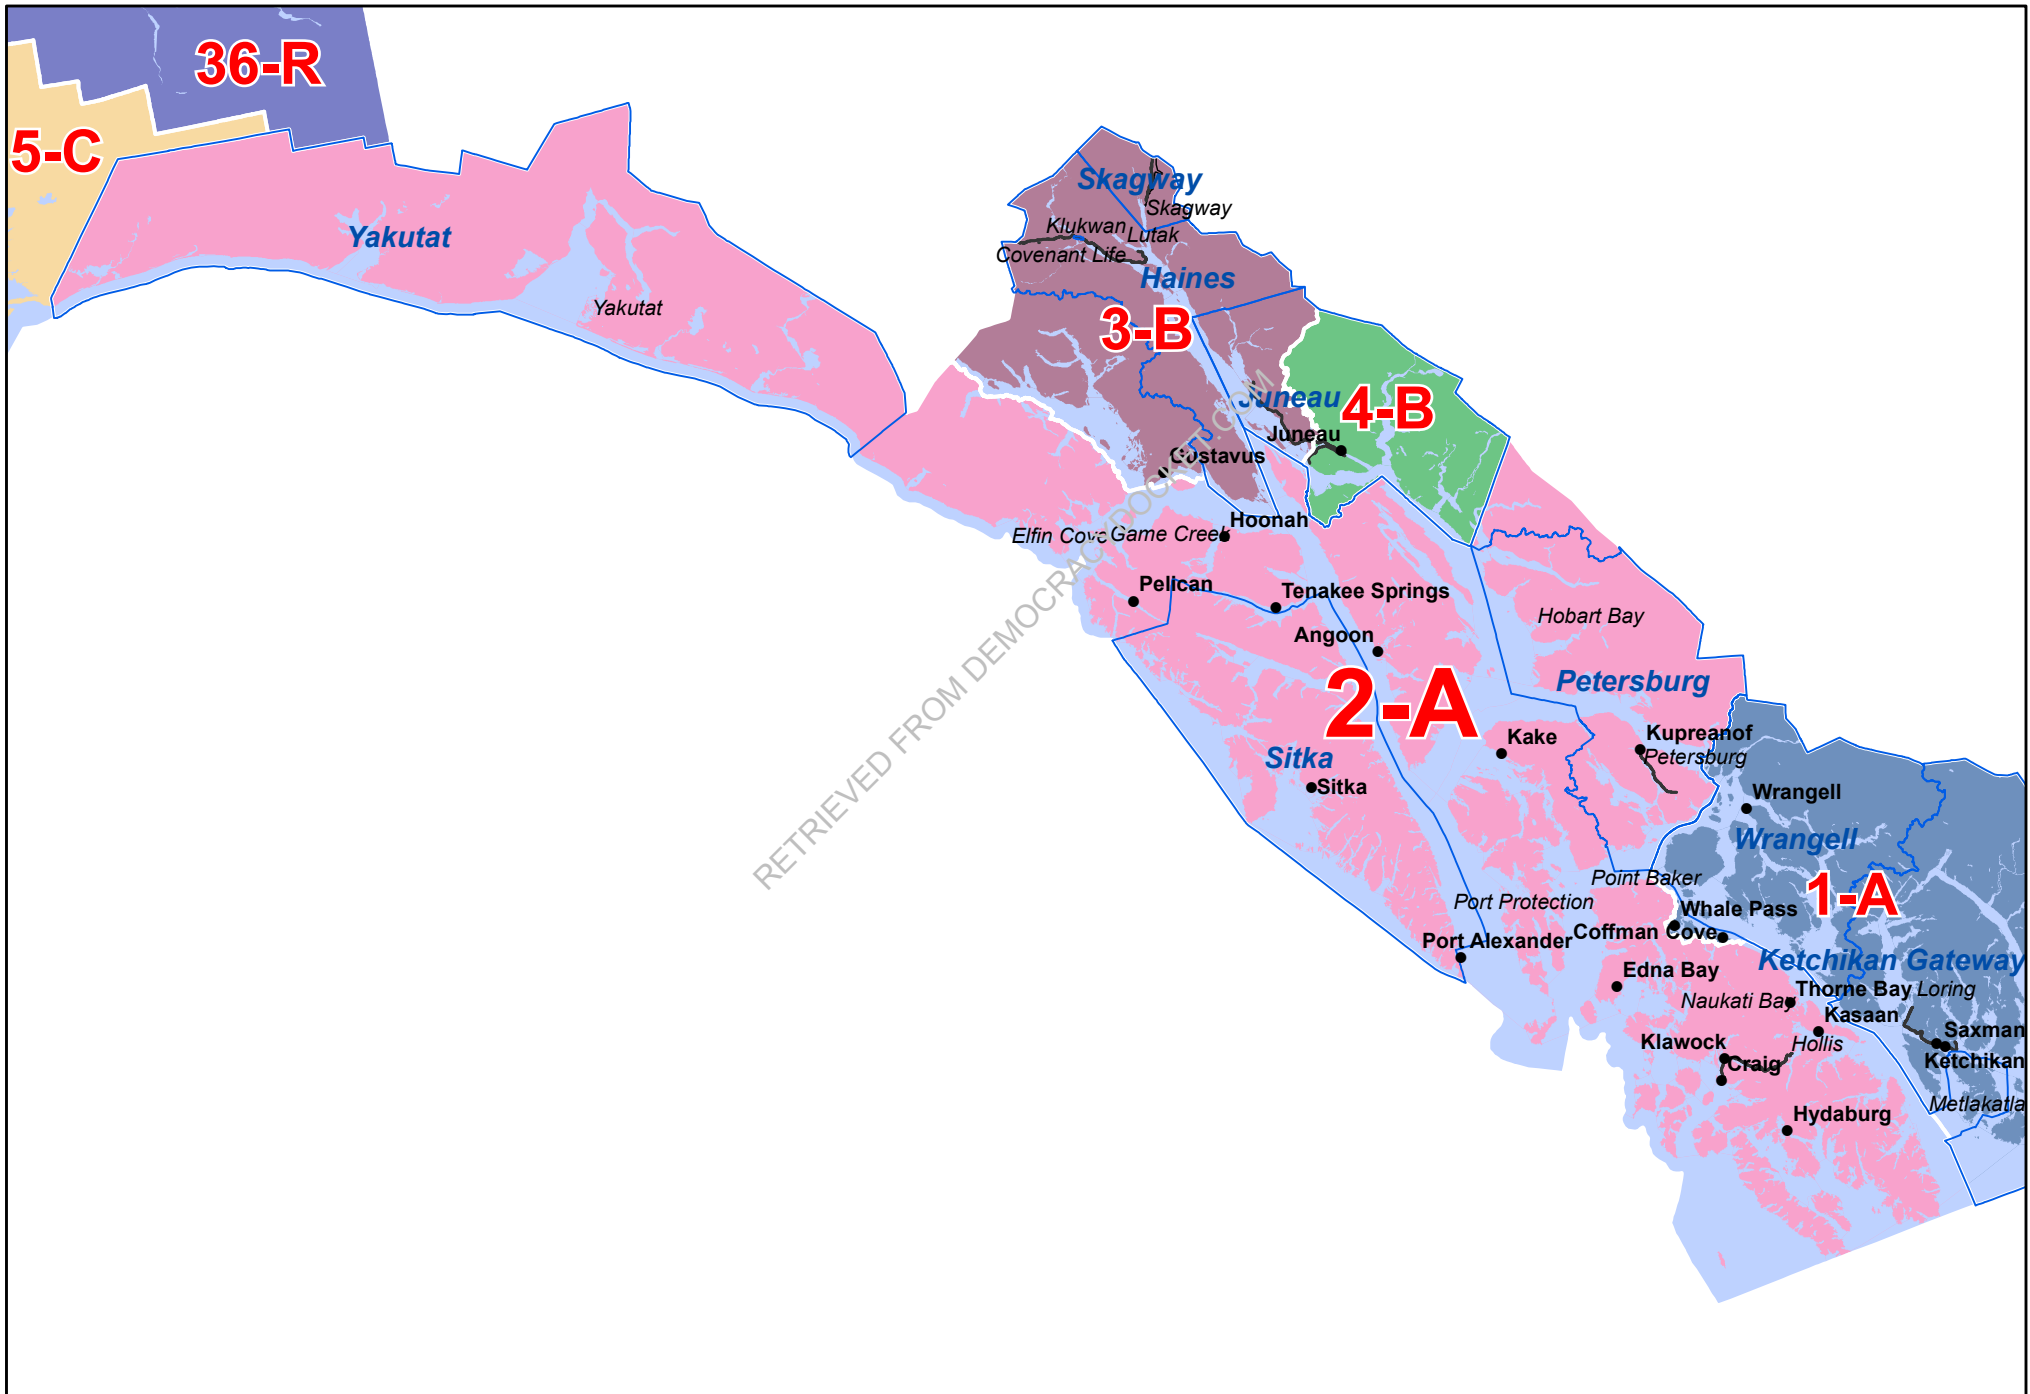 36-R
5-C
Yakutat
Yakutat
Skagway
Skagway
Klukwan
Lutak
Covenant Life
Haines
3-B
Juneau
4-B
Juneau
Gustavus
Hoonah
Elfin Cove
Game Creek
Pelican
Tenakee Springs
Hobart Bay
Angoon
2-A
Petersburg
Kake
Kupreanof
Petersburg
Sitka
Sitka
Wrangell
Wrangell
Point Baker
1-A
Port Protection
Whale Pass
Port Alexander
Coffman Cove
Ketchikan Gateway
Edna Bay
Naukati Bay
Thorne Bay
Loring
Kasaan
Saxman
Klawock
Hollis
Craig
Ketchikan
Metlakatla
Hydaburg
RETRIEVED FROM DEMOCRACYDOCKET.COM